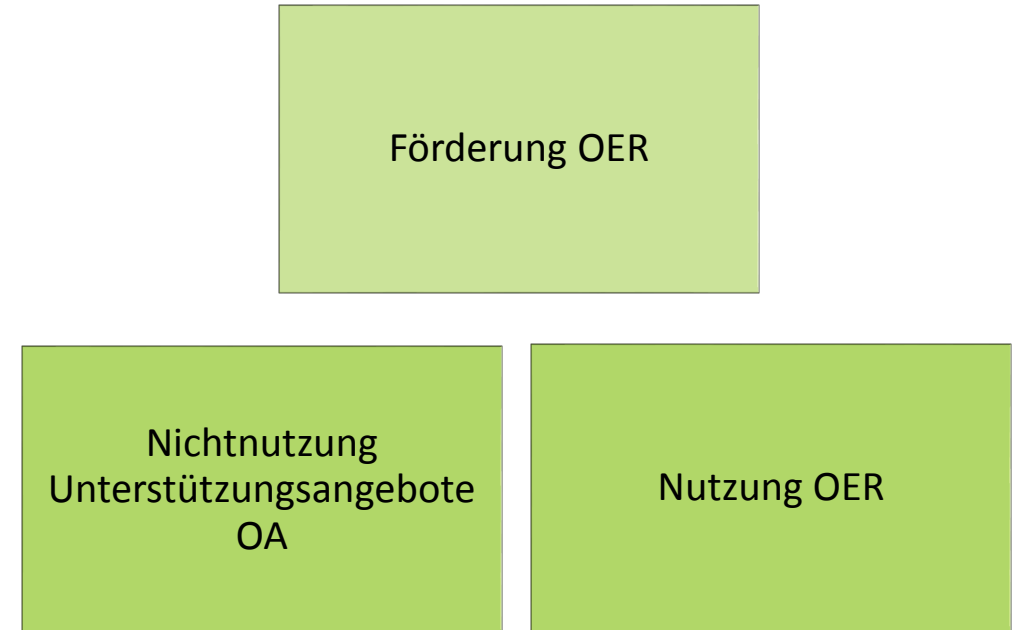 Förderung OER
Nichtnutzung
Unterstützungsangebote
OA
Nutzung OER